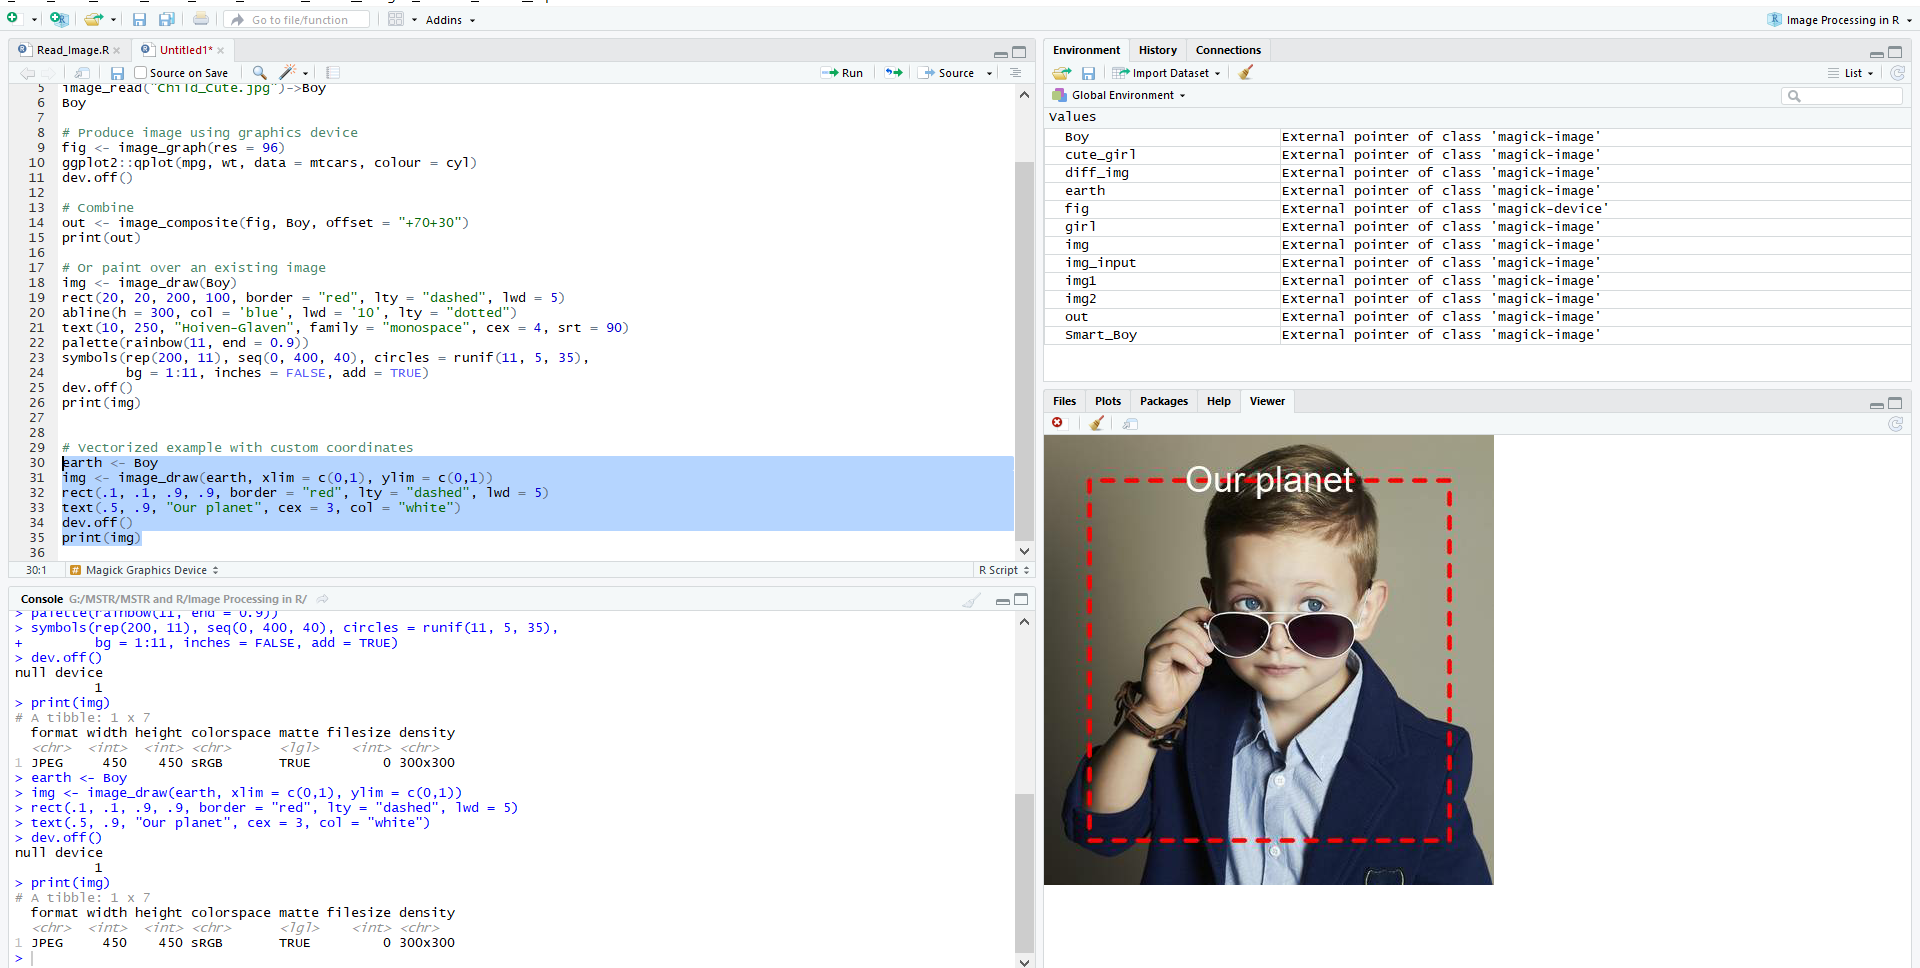 Go to file/function
Addins
Image Processing in R
Read_Image.R
Untitled1*
Source on Save
Run
Source
5 image_read("Child_Cute.jpg")->Boy
6 Boy
7
8 # Produce image using graphics device
9 fig <- image_graph(res = 96)
10 ggplot2::qplot(mpg, wt, data = mtcars, colour = cyl)
11 dev.off()
12
13 # Combine
14 out <- image_composite(fig, Boy, offset = "+70+30")
15 print(out)
16
17 # Or paint over an existing image
18 img <- image_draw(Boy)
19 rect(20, 20, 200, 100, border = "red", lty = "dashed", lwd = 5)
20 abline(h = 300, col = 'blue', lwd = '10', lty = "dotted")
21 text(10, 250, "Hoiven-Glaven", family = "monospace", cex = 4, srt = 90)
22 palette(rainbow(11, end = 0.9))
23 symbols(rep(200, 11), seq(0, 400, 40), circles = runif(11, 5, 35),
24 bg = 1:11, inches = FALSE, add = TRUE)
25 dev.off()
26 print(img)
27
28
29 # Vectorized example with custom coordinates
30 earth <- Boy
31 img <- image_draw(earth, xlim = c(0,1), ylim = c(0,1))
32 rect(.1, .1, .9, .9, border = "red", lty = "dashed", lwd = 5)
33 text(.5, .9, "Our planet", cex = 3, col = "white")
34 dev.off()
35 print(img)
36
30:1 # Magick Graphics Device R Script
Console G:/MSTR/MSTR and R/Image Processing in R/
> palette(rainbow(11, end = 0.9))
> symbols(rep(200, 11), seq(0, 400, 40), circles = runif(11, 5, 35),
+ bg = 1:11, inches = FALSE, add = TRUE)
> dev.off()
null device
1
> print(img)
# A tibble: 1 x 7
format width height colorspace matte filesize density
<chr> <int> <int> <chr> <lgl> <int> <chr>
1 JPEG 450 450 sRGB TRUE 0 300x300
> earth <- Boy
> img <- image_draw(earth, xlim = c(0,1), ylim = c(0,1))
> rect(.1, .1, .9, .9, border = "red", lty = "dashed", lwd = 5)
> text(.5, .9, "Our planet", cex = 3, col = "white")
> dev.off()
null device
1
> print(img)
# A tibble: 1 x 7
format width height colorspace matte filesize density
<chr> <int> <int> <chr> <lgl> <int> <chr>
1 JPEG 450 450 sRGB TRUE 0 300x300
>
Environment History Connections
Import Dataset List
Global Environment
Values
Boy External pointer of class 'magick-image'
cute_girl External pointer of class 'magick-image'
diff_img External pointer of class 'magick-image'
earth External pointer of class 'magick-image'
fig External pointer of class 'magick-device'
girl External pointer of class 'magick-image'
img External pointer of class 'magick-image'
img_input External pointer of class 'magick-image'
img1 External pointer of class 'magick-image'
img2 External pointer of class 'magick-image'
out External pointer of class 'magick-image'
Smart_Boy External pointer of class 'magick-image'
Files Plots Packages Help Viewer
Our planet